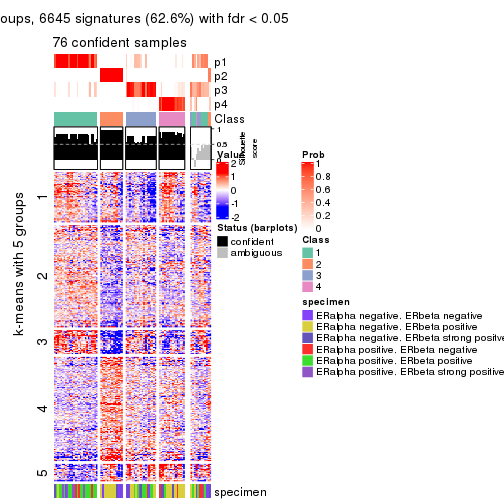 oups, 6645 signatures (62.6%) with fdr < 0.05
76 confident samples
p1
p2
p3
p4
Class
1
0.5
0
Silhouette
score
k-means with 5 groups
1
2
3
4
5
Value
2
1
0
-1
-2
Status (barplots)
confident
ambiguous
Prob
1
0.8
0.6
0.4
0.2
0
Class
1
2
3
4
specimen
ERalpha negative. ERbeta negative
ERalpha negative. ERbeta positive
ERalpha negative. ERbeta strong positive
ERalpha positive. ERbeta negative
ERalpha positive. ERbeta positive
ERalpha positive. ERbeta strong positive
specimen